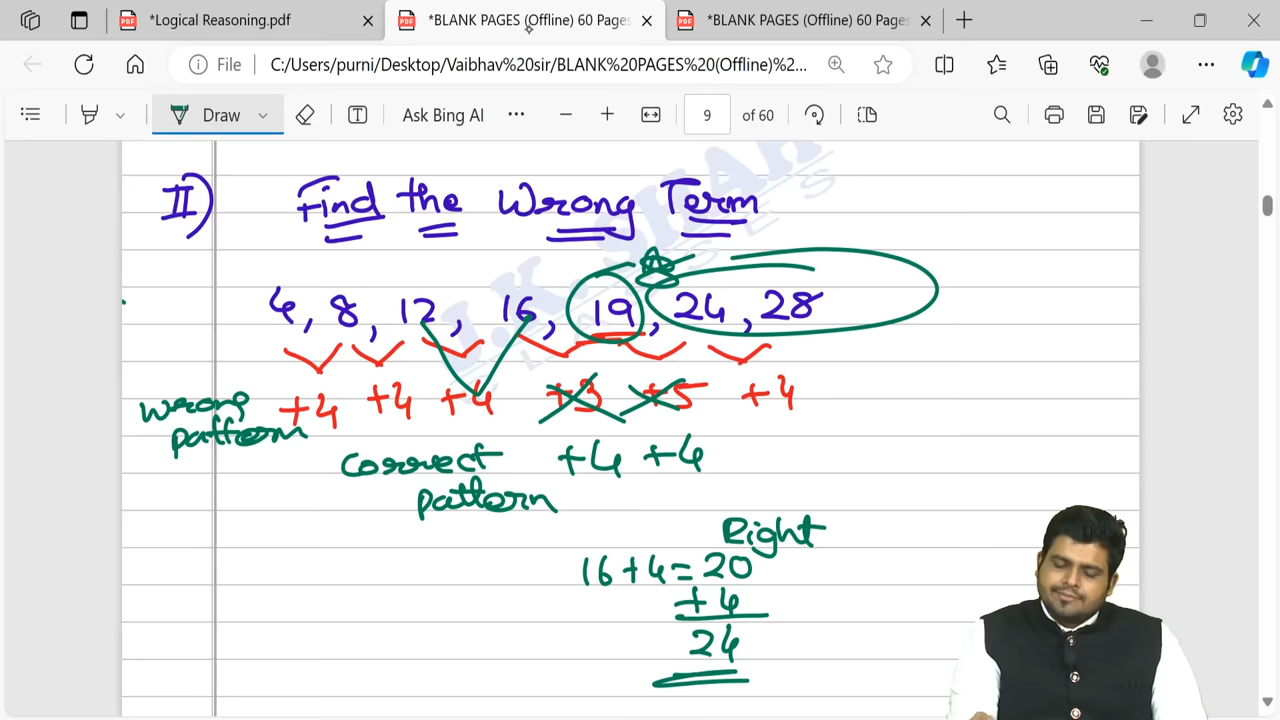 *Logical Reasoning.pdf
*BLANK PAGES (Offline) 60 Pages
*BLANK PAGES (Offline) 60 Pages
File
C:/Users/purni/Desktop/Vaibhav%20sir/BLANK%20PAGES%20(Offline)%2...
Draw
Ask Bing AI
9 of 60
II) Find the Wrong Term
4, 8, 12, 16, 19, 24, 28
+4 +4 +4 +3 +5 +4
Wrong
pattern
Correct +4 +4
pattern
Right
16+4=20
+4
24
I.K. SHAH